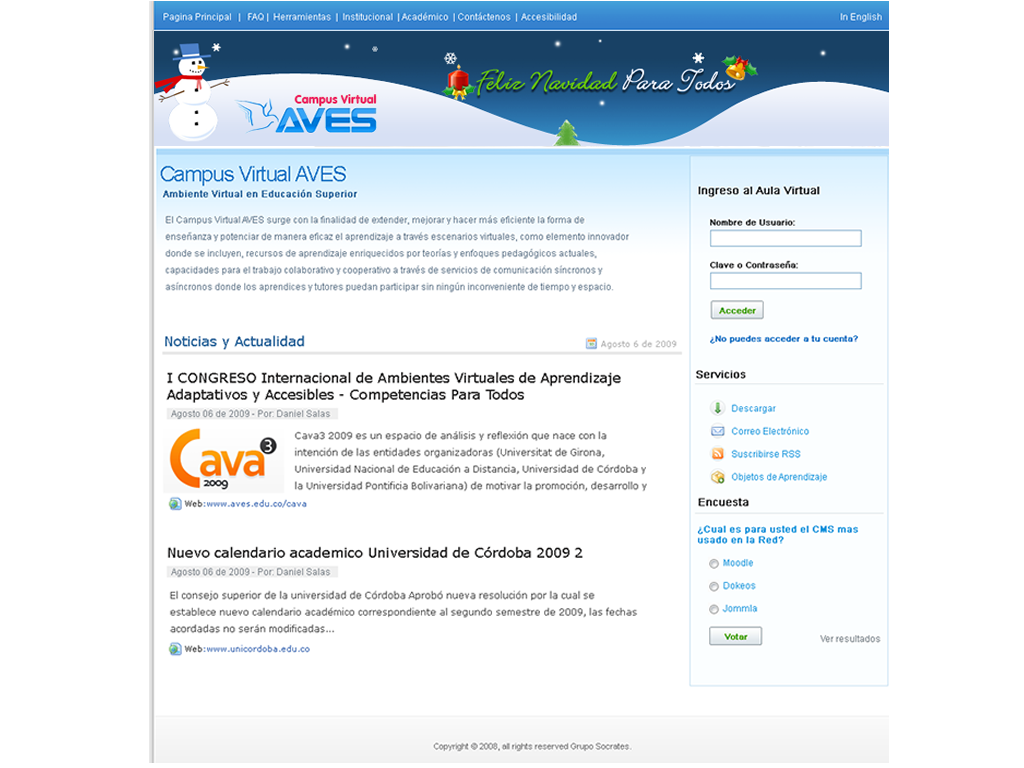 Pagina Principal | FAQ | Herramientas | Institucional | Académico | Contáctenos | Accesibilidad
In English
Feliz Navidad Para Todos
Campus Virtual
AVES
Campus Virtual AVES
Ambiente Virtual en Educación Superior
El Campus Virtual AVES surge con la finalidad de extender, mejorar y hacer más eficiente la forma de
enseñanza y potenciar de manera eficaz el aprendizaje a través escenarios virtuales, como elemento innovador
donde se incluyen, recursos de aprendizaje enriquecidos por teorías y enfoques pedagógicos actuales,
capacidades para el trabajo colaborativo y cooperativo a través de servicios de comunicación síncronos y
asíncronos donde los aprendices y tutores puedan participar sin ningún inconveniente de tiempo y espacio.
Noticias y Actualidad
Agosto 6 de 2009
I CONGRESO Internacional de Ambientes Virtuales de Aprendizaje
Adaptativos y Accesibles - Competencias Para Todos
Agosto 06 de 2009 - Por: Daniel Salas
Cava 3
2009
Cava3 2009 es un espacio de análisis y reflexión que nace con la
intención de las entidades organizadoras (Universitat de Girona,
Universidad Nacional de Educación a Distancia, Universidad de Córdoba y
la Universidad Pontificia Bolivariana) de motivar la promoción, desarrollo y
Web:www.aves.edu.co/cava
Nuevo calendario academico Universidad de Córdoba 2009 2
Agosto 06 de 2009 - Por: Daniel Salas
El consejo superior de la universidad de Córdoba Aprobó nueva resolución por la cual se
establece nuevo calendario académico correspondiente al segundo semestre de 2009, las fechas
acordadas no serán modificadas...
Web:www.unicordoba.edu.co
Ingreso al Aula Virtual
Nombre de Usuario:
Clave o Contraseña:
Acceder
¿No puedes acceder a tu cuenta?
Servicios
Descargar
Correo Electrónico
Suscribirse RSS
Objetos de Aprendizaje
Encuesta
¿Cual es para usted el CMS mas
usado en la Red?
Moodle
Dokeos
Jommla
Votar
Ver resultados
Copyright © 2008, all rights reserved Grupo Socrates.